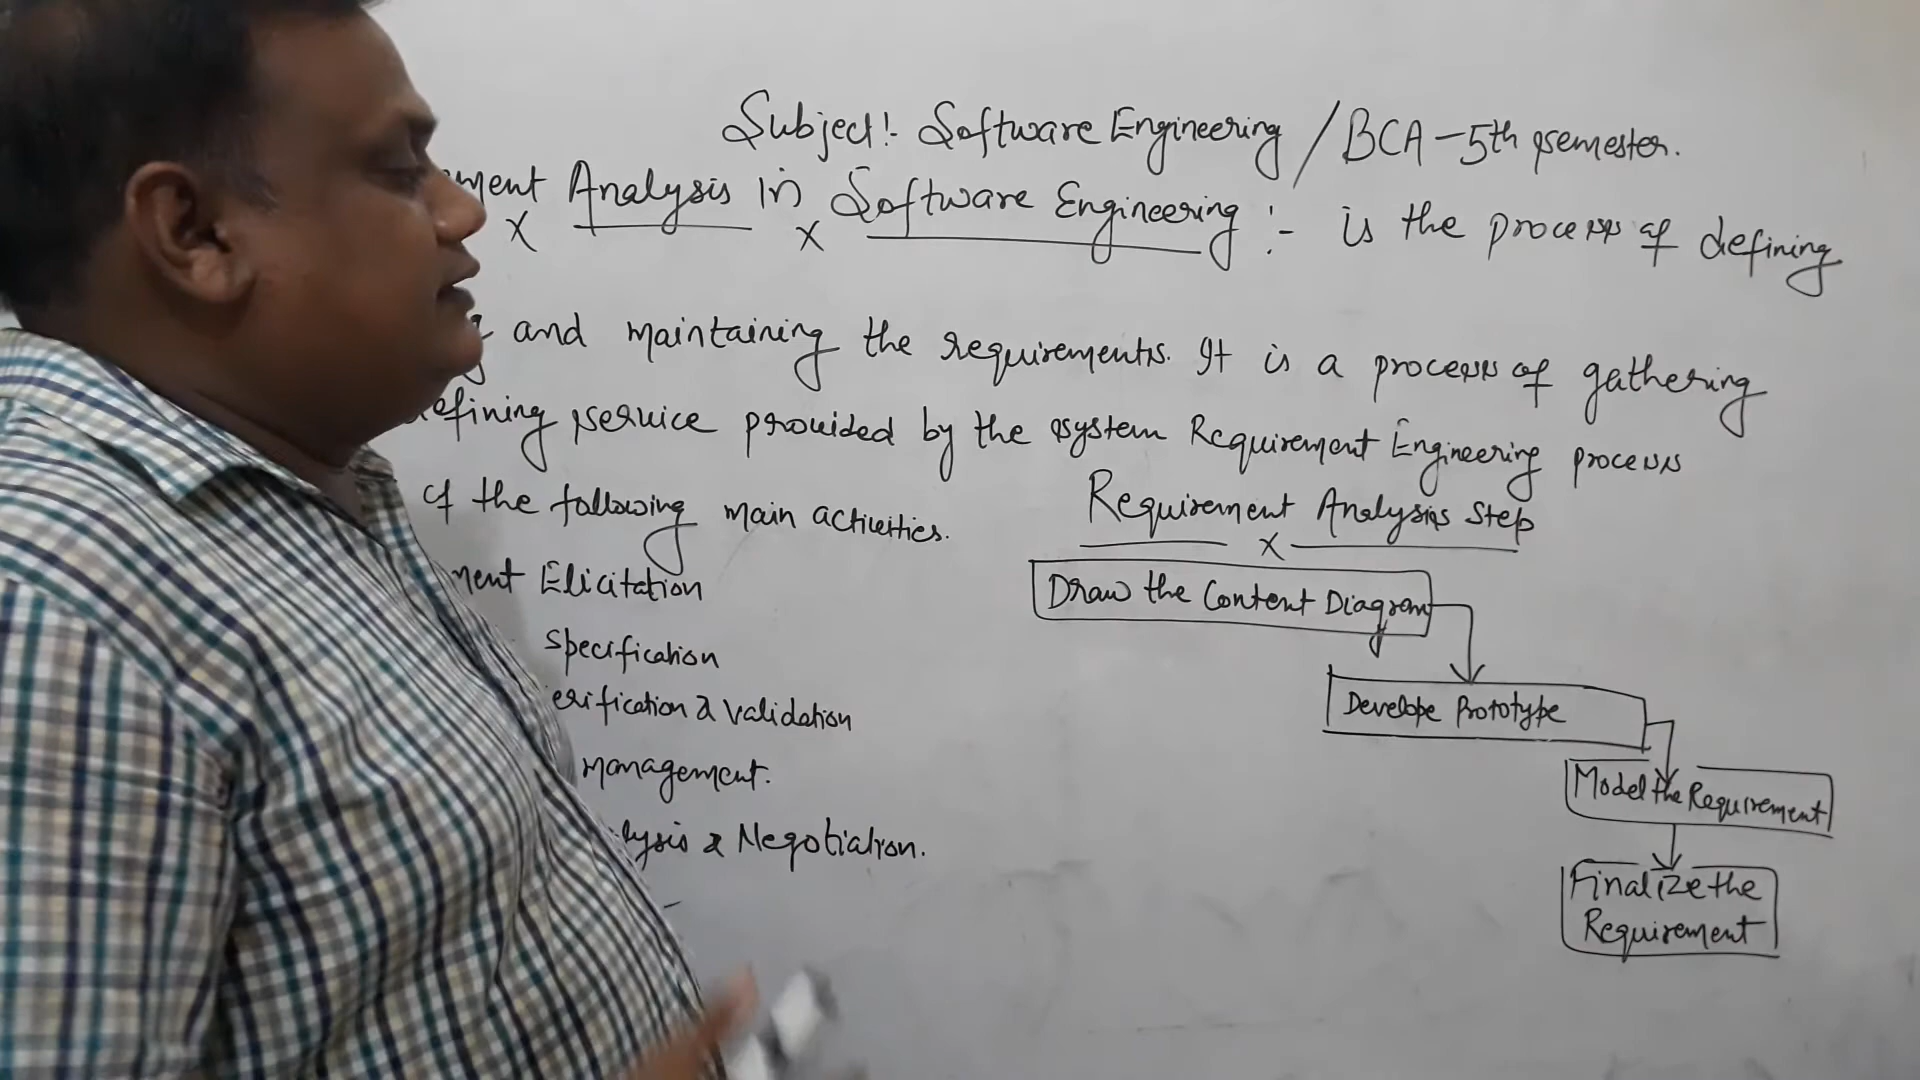 Subject:- Software Engineering / BCA-5th semester.
ment Analysis in Software Engineering :- is the process of defining
and maintaining the requirements. It is a process of gathering
efining service provided by the system Requirement Engineering process
of the following main activities.
Requirement Analysis Step
ment Elicitation
Draw the Content Diagram
specification
erification & validation
Develope Prototype
management.
Model the Requirement
lysis & Negotiation.
Finalize the
Requirement